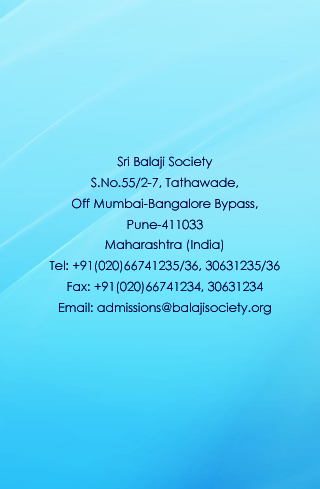 Sri Balaji Society
S.No.55/2-7, Tathawade,
Off Mumbai-Bangalore Bypass,
Pune-411033
Maharashtra (India)
Tel: +91(020)66741235/36, 30631235/36
Fax: +91(020)66741234, 30631234
Email: admissions@balajisociety.org